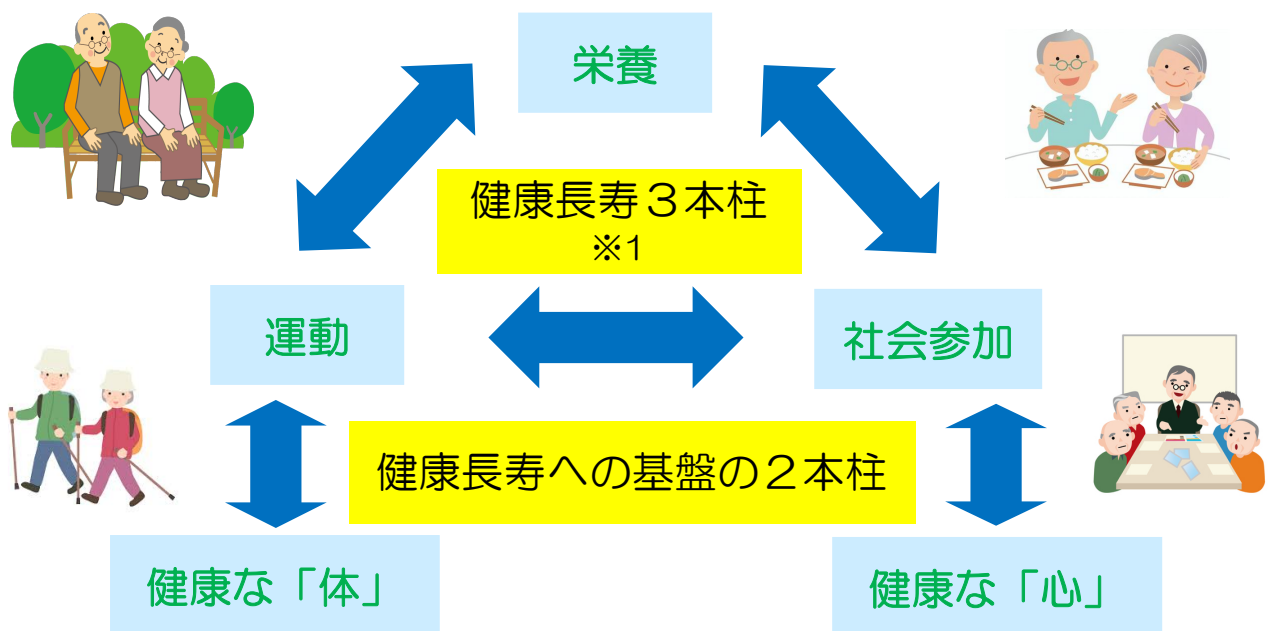 栄養
健康長寿３本柱
※1
運動
社会参加
健康長寿への基盤の２本柱
健康な「体」
健康な「心」